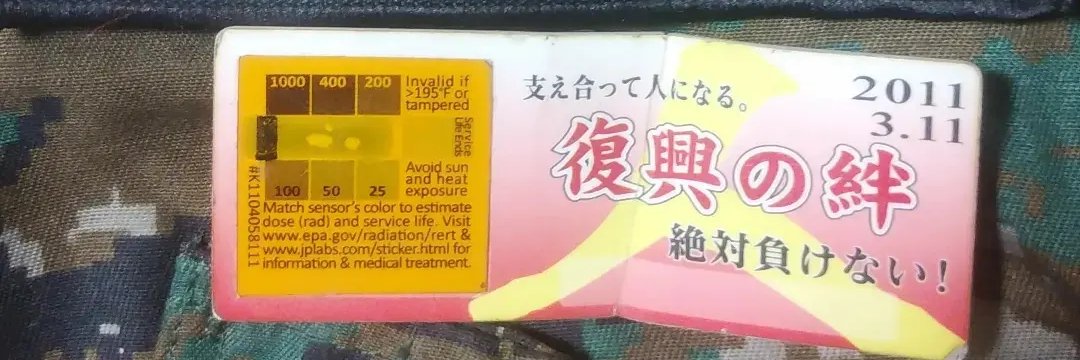 1000 400 200
Invalid if
>195°F or
tampered
Service
Life Ends
100 50 25
Avoid sun
and heat
exposure
#K1104058111
Match sensor's color to estimate
dose (rad) and service life. Visit
www.epa.gov/radiation/rert &
www.jplabs.com/sticker.html for
information & medical treatment.
支え合って人になる。
2011
3.11
復興の絆
絶対負けない!